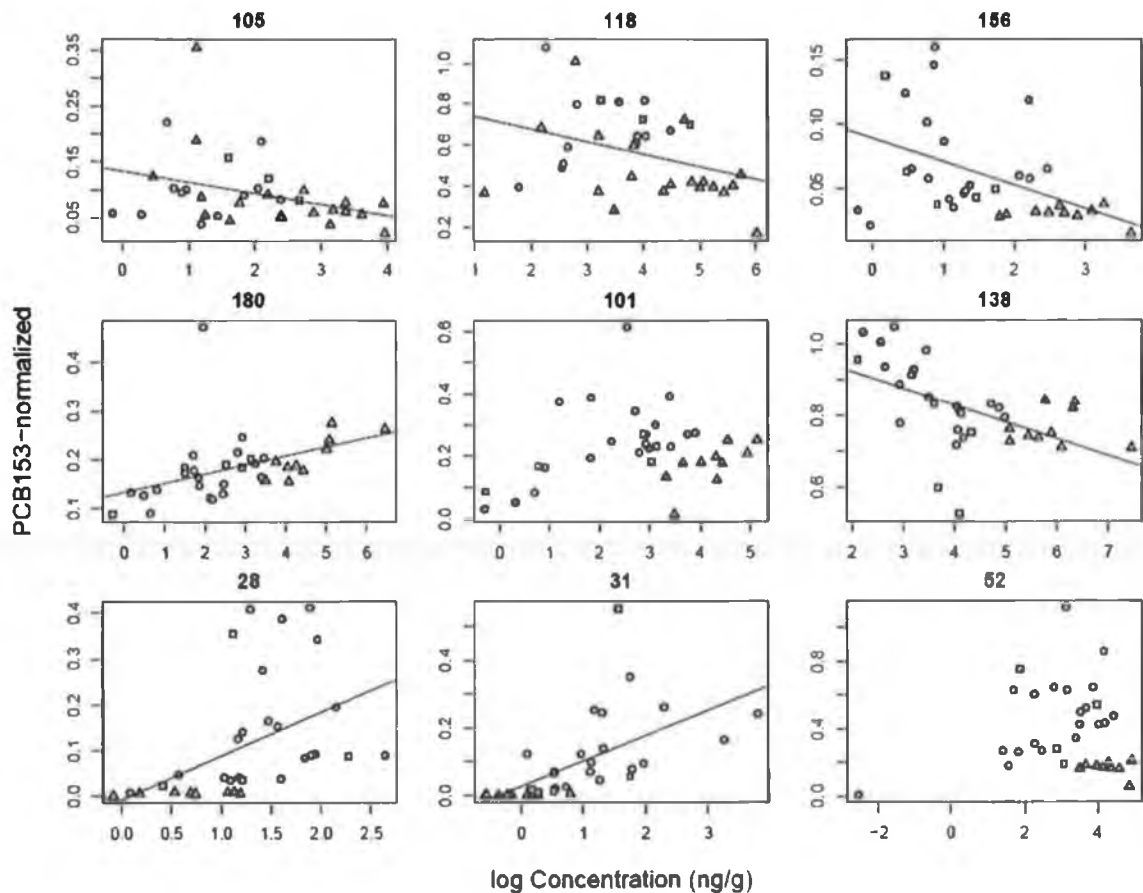 105
118
156
0.05 0.15 0.25 0.35
0.2 0.4 0.6 0.8 1.0
0.05 0.10 0.15
0 1 2 3 4
1 2 3 4 5 6
0 1 2 3
PCB153-normalized
180
101
138
0.1 0.2 0.3 0.4
0.0 0.2 0.4 0.6
0.6 0.8 1.0
0 1 2 3 4 5 6
0 1 2 3 4 5
2 3 4 5 6 7
28
31
52
0.0 0.1 0.2 0.3 0.4
0.0 0.2 0.4
0.0 0.4 0.8
0.0 0.5 1.0 1.5 2.0 2.5
0 1 2 3
-2 0 2 4
log Concentration (ng/g)